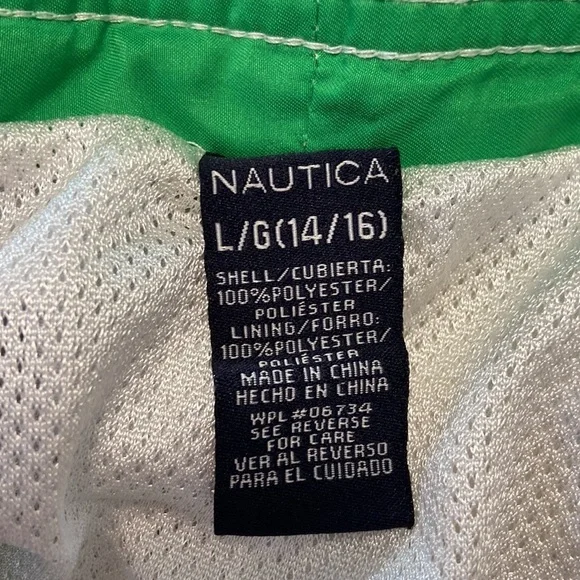 NAUTICA
L/G(14/16)
SHELL/CUBIERTA:
100%POLYESTER/
POLIÉSTER
LINING/FORRO:
100%POLYESTER/
POLIÉSTER
MADE IN CHINA
HECHO EN CHINA
WPL #06734
SEE REVERSE
FOR CARE
VER AL REVERSO
PARA EL CUIDADO